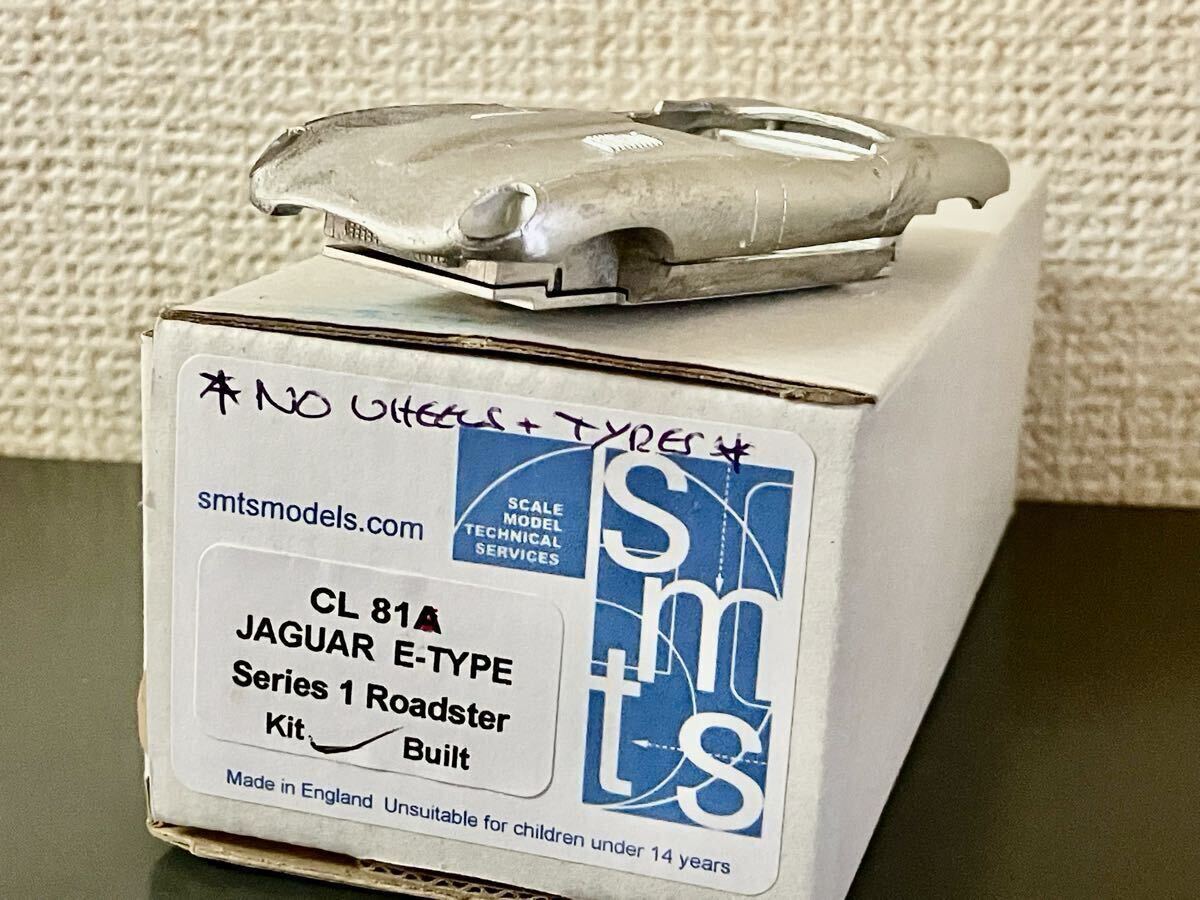 * NO WHEELS + TYRES *
smtsmodels.com
SCALE
MODEL
TECHNICAL
SERVICES
smts
CL 81A
JAGUAR E-TYPE
Series 1 Roadster
Kit Built
Made in England Unsuitable for children under 14 years